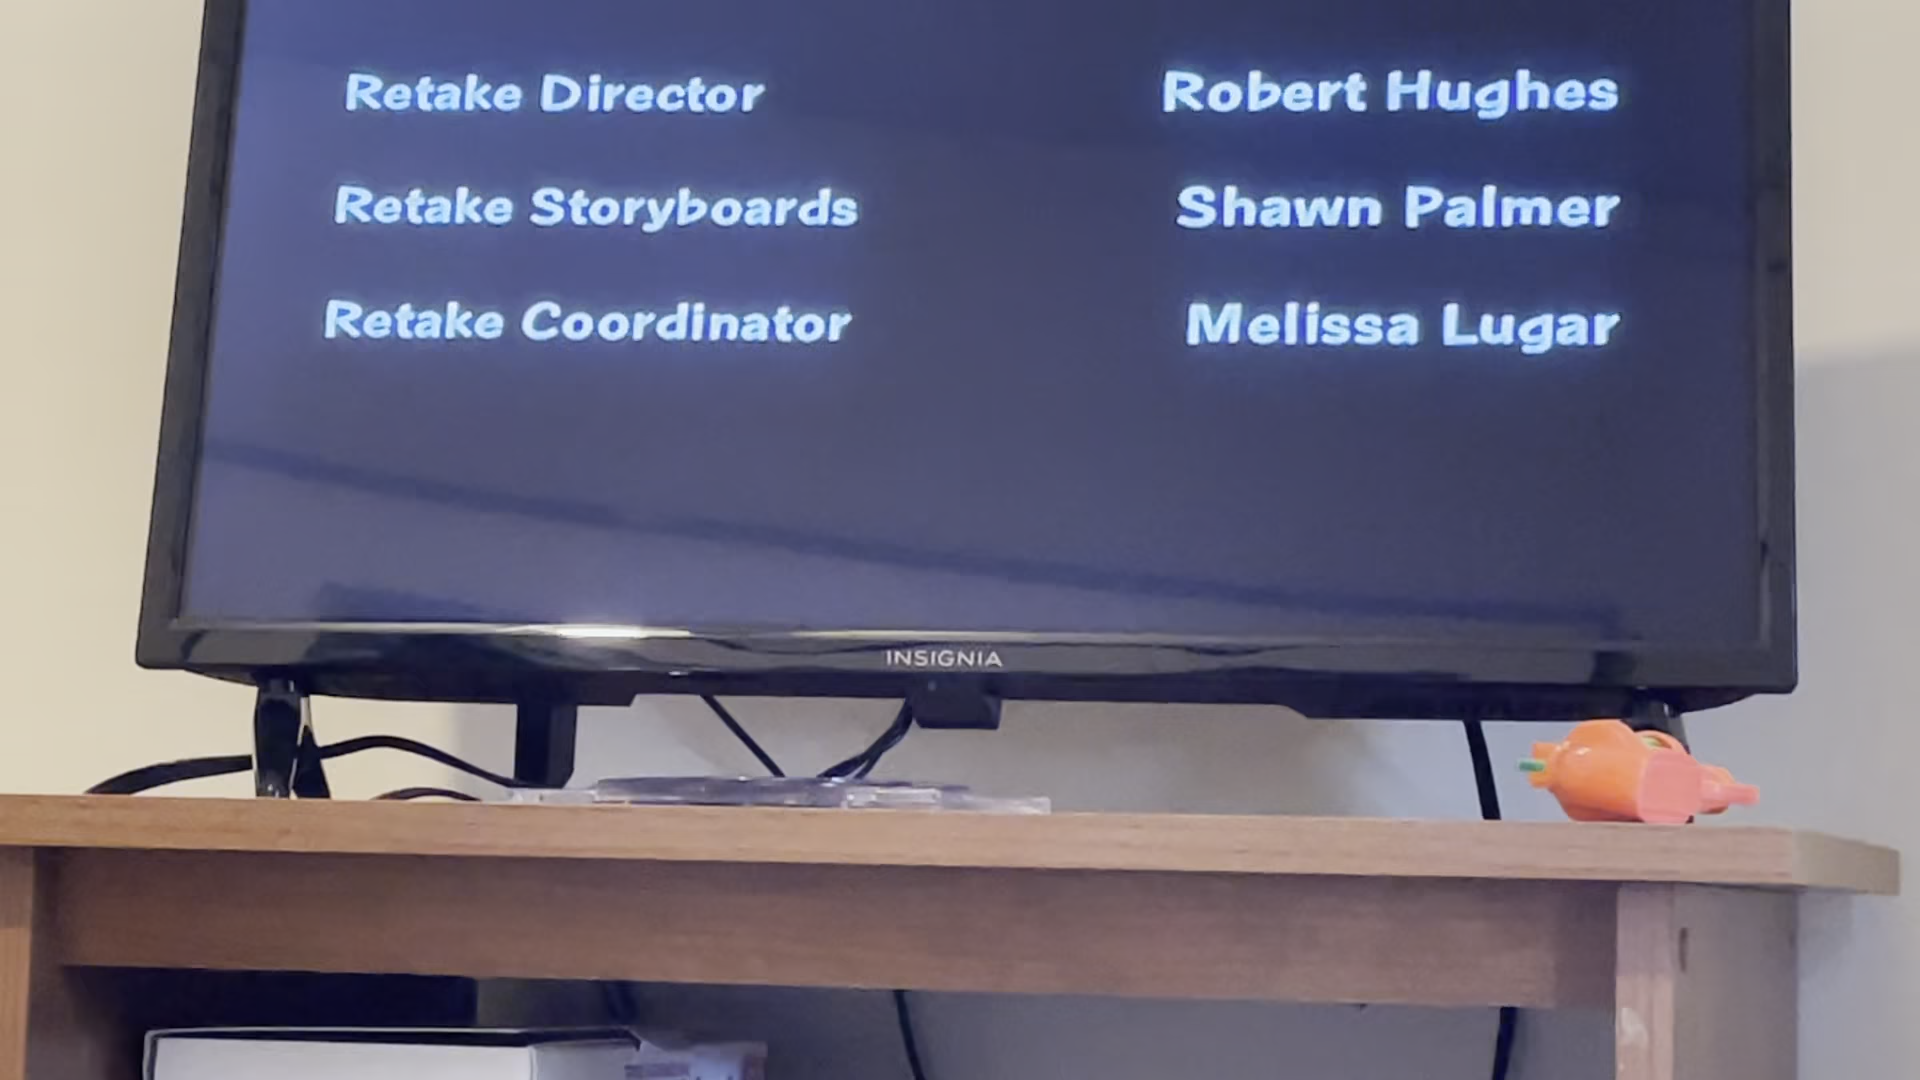 Retake Director Robert Hughes
Retake Storyboards Shawn Palmer
Retake Coordinator Melissa Lugar
INSIGNIA